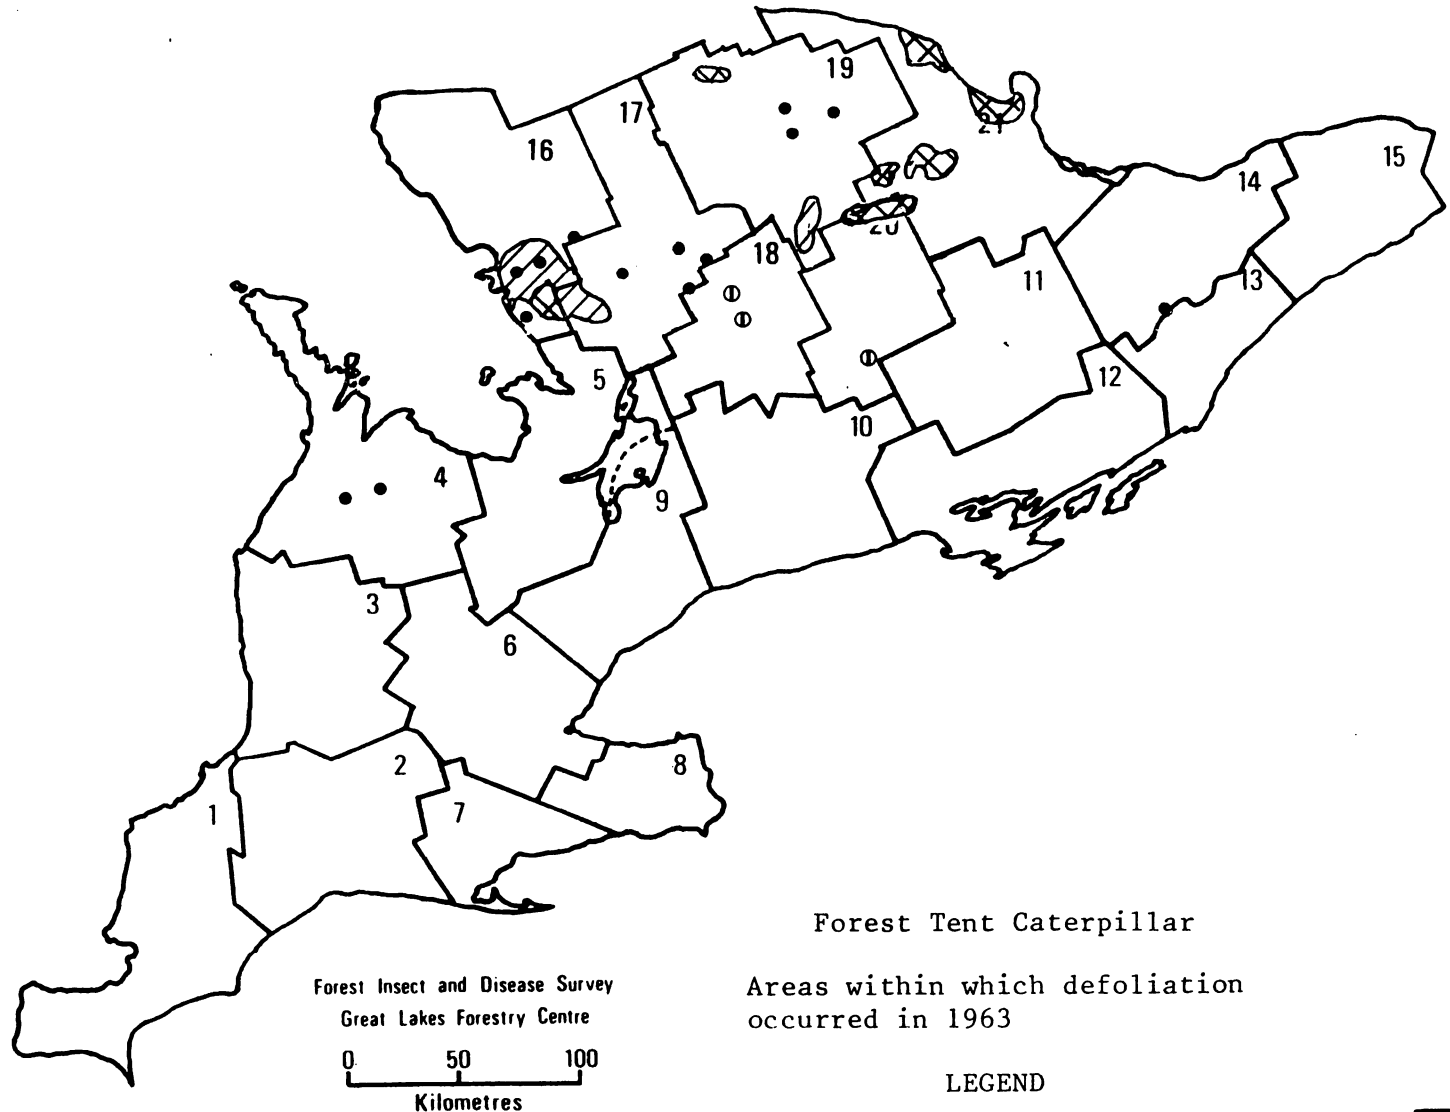 19
17
16
21
15
14
20
18
11
13
5
12
10
4
9
3
6
2
8
1
7
Forest Tent Caterpillar
Areas within which defoliation
occurred in 1963
LEGEND
Forest Insect and Disease Survey
Great Lakes Forestry Centre
0 50 100
Kilometres